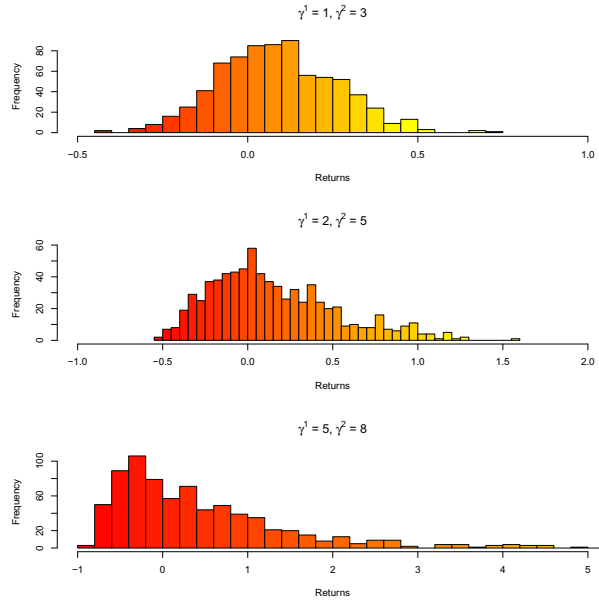 γ¹ = 1, γ² = 3
Frequency
0 20 40 60 80
−0.5 0.0 0.5 1.0
Returns
γ¹ = 2, γ² = 5
Frequency
0 20 40 60
−1.0 −0.5 0.0 0.5 1.0 1.5 2.0
Returns
γ¹ = 5, γ² = 8
Frequency
0 20 60 100
−1 0 1 2 3 4 5
Returns